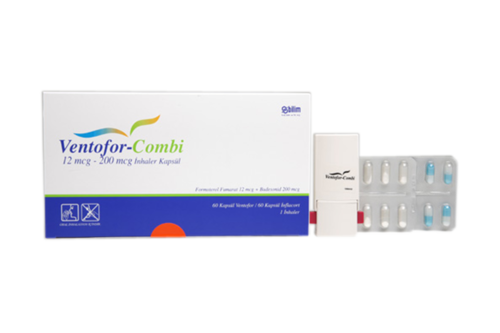 Bilim
Ventofor-Combi
12 mcg - 200 mcg İnhaler Kapsül
Formoterol Fumarat 12 mcg + Budesonid 200 mcg
60 Kapsül Ventofor / 60 Kapsül Inflacort
1 İnhaler
Ventofor-Combi